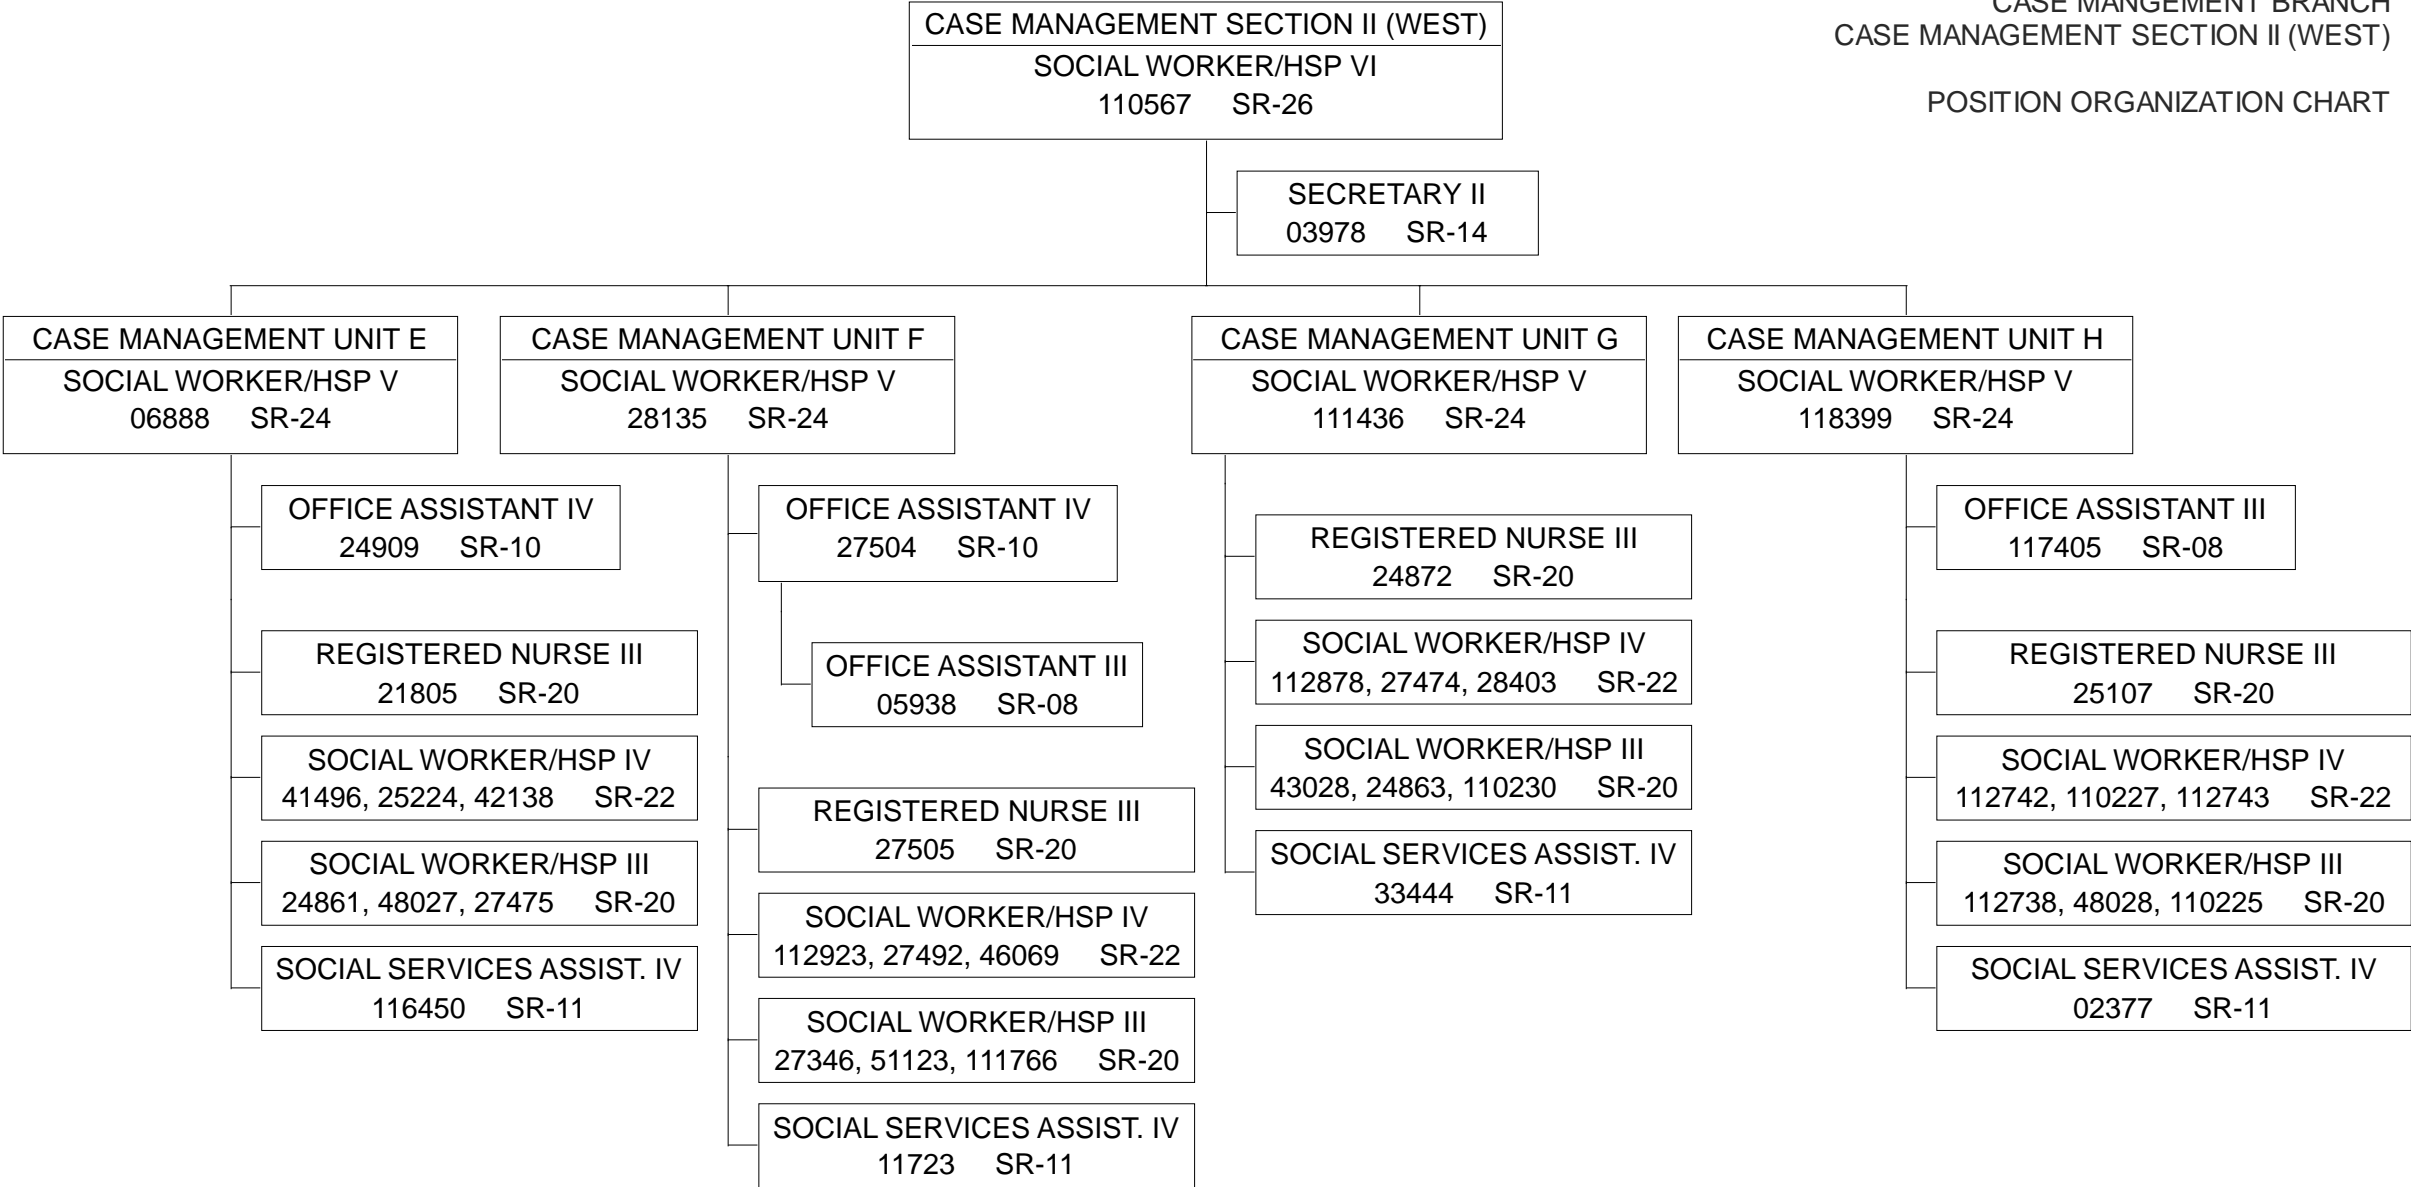 CASE MANGEMENT BRANCH
CASE MANAGEMENT SECTION II (WEST)
POSITION ORGANIZATION CHART
CASE MANAGEMENT SECTION II (WEST)
SOCIAL WORKER/HSP VI
110567 SR-26
SECRETARY II
03978 SR-14
CASE MANAGEMENT UNIT E
SOCIAL WORKER/HSP V
06888 SR-24
OFFICE ASSISTANT IV
24909 SR-10
REGISTERED NURSE III
21805 SR-20
SOCIAL WORKER/HSP IV
41496, 25224, 42138 SR-22
SOCIAL WORKER/HSP III
24861, 48027, 27475 SR-20
SOCIAL SERVICES ASSIST. IV
116450 SR-11
CASE MANAGEMENT UNIT F
SOCIAL WORKER/HSP V
28135 SR-24
OFFICE ASSISTANT IV
27504 SR-10
OFFICE ASSISTANT III
05938 SR-08
REGISTERED NURSE III
27505 SR-20
SOCIAL WORKER/HSP IV
112923, 27492, 46069 SR-22
SOCIAL WORKER/HSP III
27346, 51123, 111766 SR-20
SOCIAL SERVICES ASSIST. IV
11723 SR-11
CASE MANAGEMENT UNIT G
SOCIAL WORKER/HSP V
111436 SR-24
REGISTERED NURSE III
24872 SR-20
SOCIAL WORKER/HSP IV
112878, 27474, 28403 SR-22
SOCIAL WORKER/HSP III
43028, 24863, 110230 SR-20
SOCIAL SERVICES ASSIST. IV
33444 SR-11
CASE MANAGEMENT UNIT H
SOCIAL WORKER/HSP V
118399 SR-24
OFFICE ASSISTANT III
117405 SR-08
REGISTERED NURSE III
25107 SR-20
SOCIAL WORKER/HSP IV
112742, 110227, 112743 SR-22
SOCIAL WORKER/HSP III
112738, 48028, 110225 SR-20
SOCIAL SERVICES ASSIST. IV
02377 SR-11